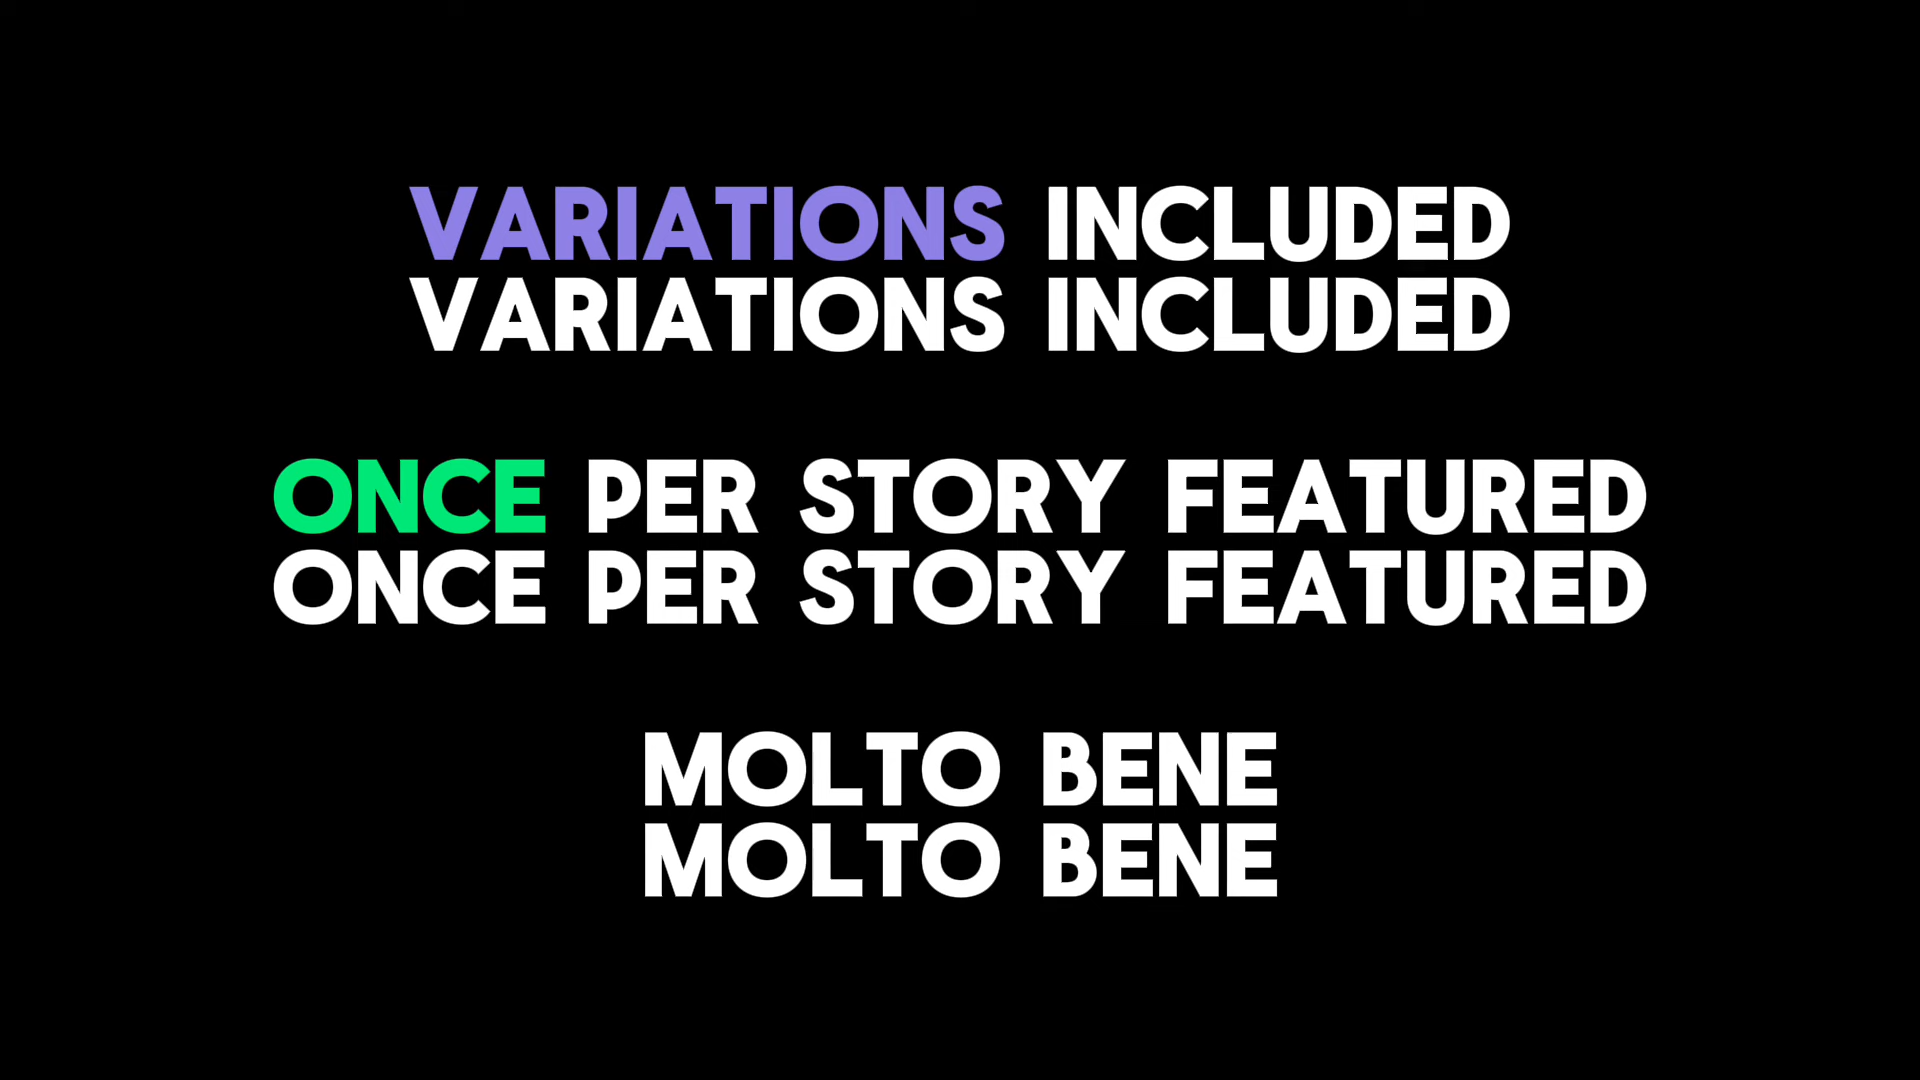 VARIATIONS INCLUDED
VARIATIONS INCLUDED
ONCE PER STORY FEATURED
ONCE PER STORY FEATURED
MOLTO BENE
MOLTO BENE